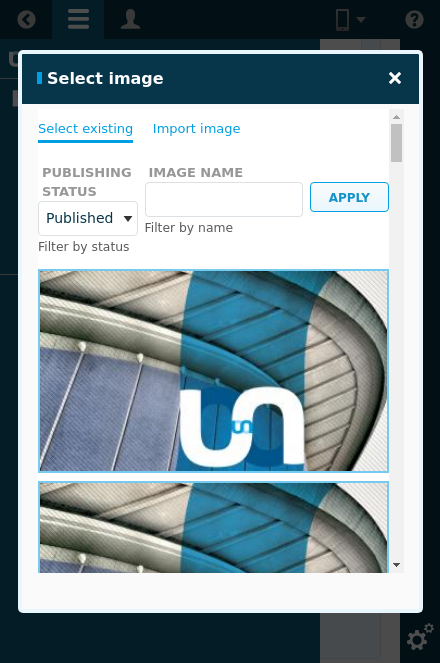 Select image
Select existing
Import image
PUBLISHING
STATUS
IMAGE NAME
Published
APPLY
Filter by name
Filter by status